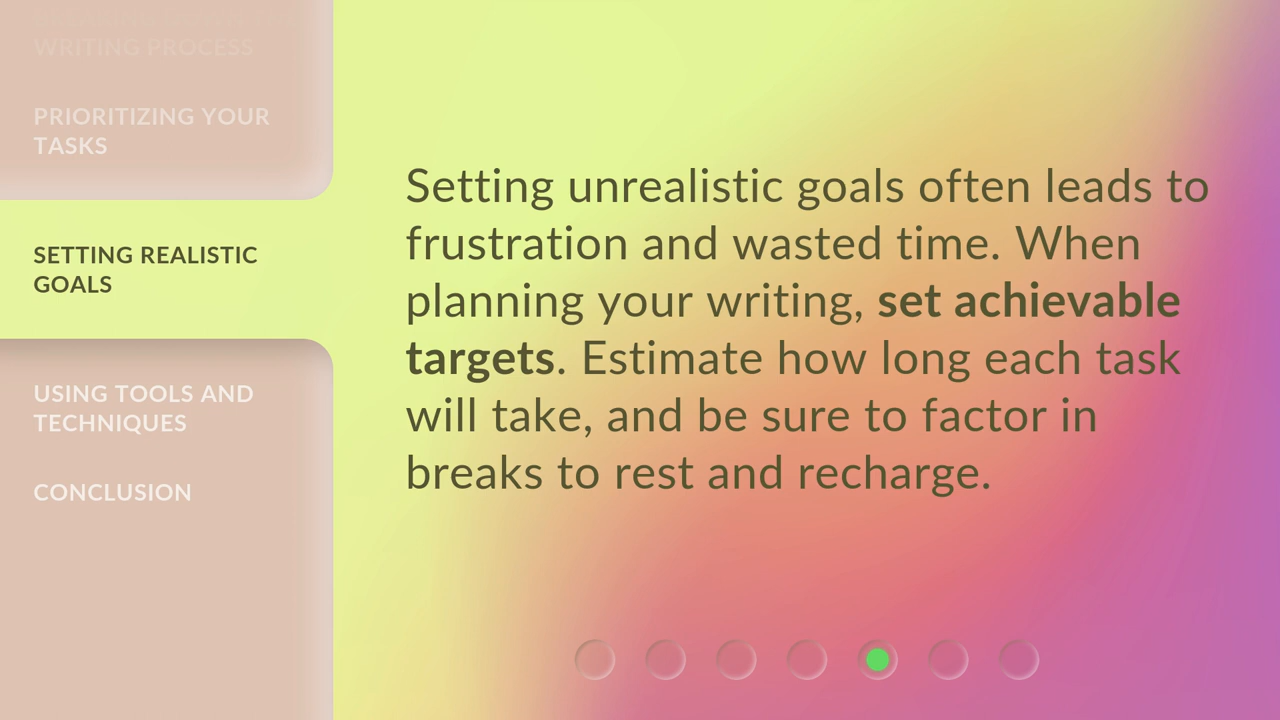 WRITING PROCESS
PRIORITIZING YOUR
TASKS
SETTING REALISTIC
GOALS
USING TOOLS AND
TECHNIQUES
CONCLUSION
Setting unrealistic goals often leads to
frustration and wasted time. When
planning your writing, set achievable
targets. Estimate how long each task
will take, and be sure to factor in
breaks to rest and recharge.